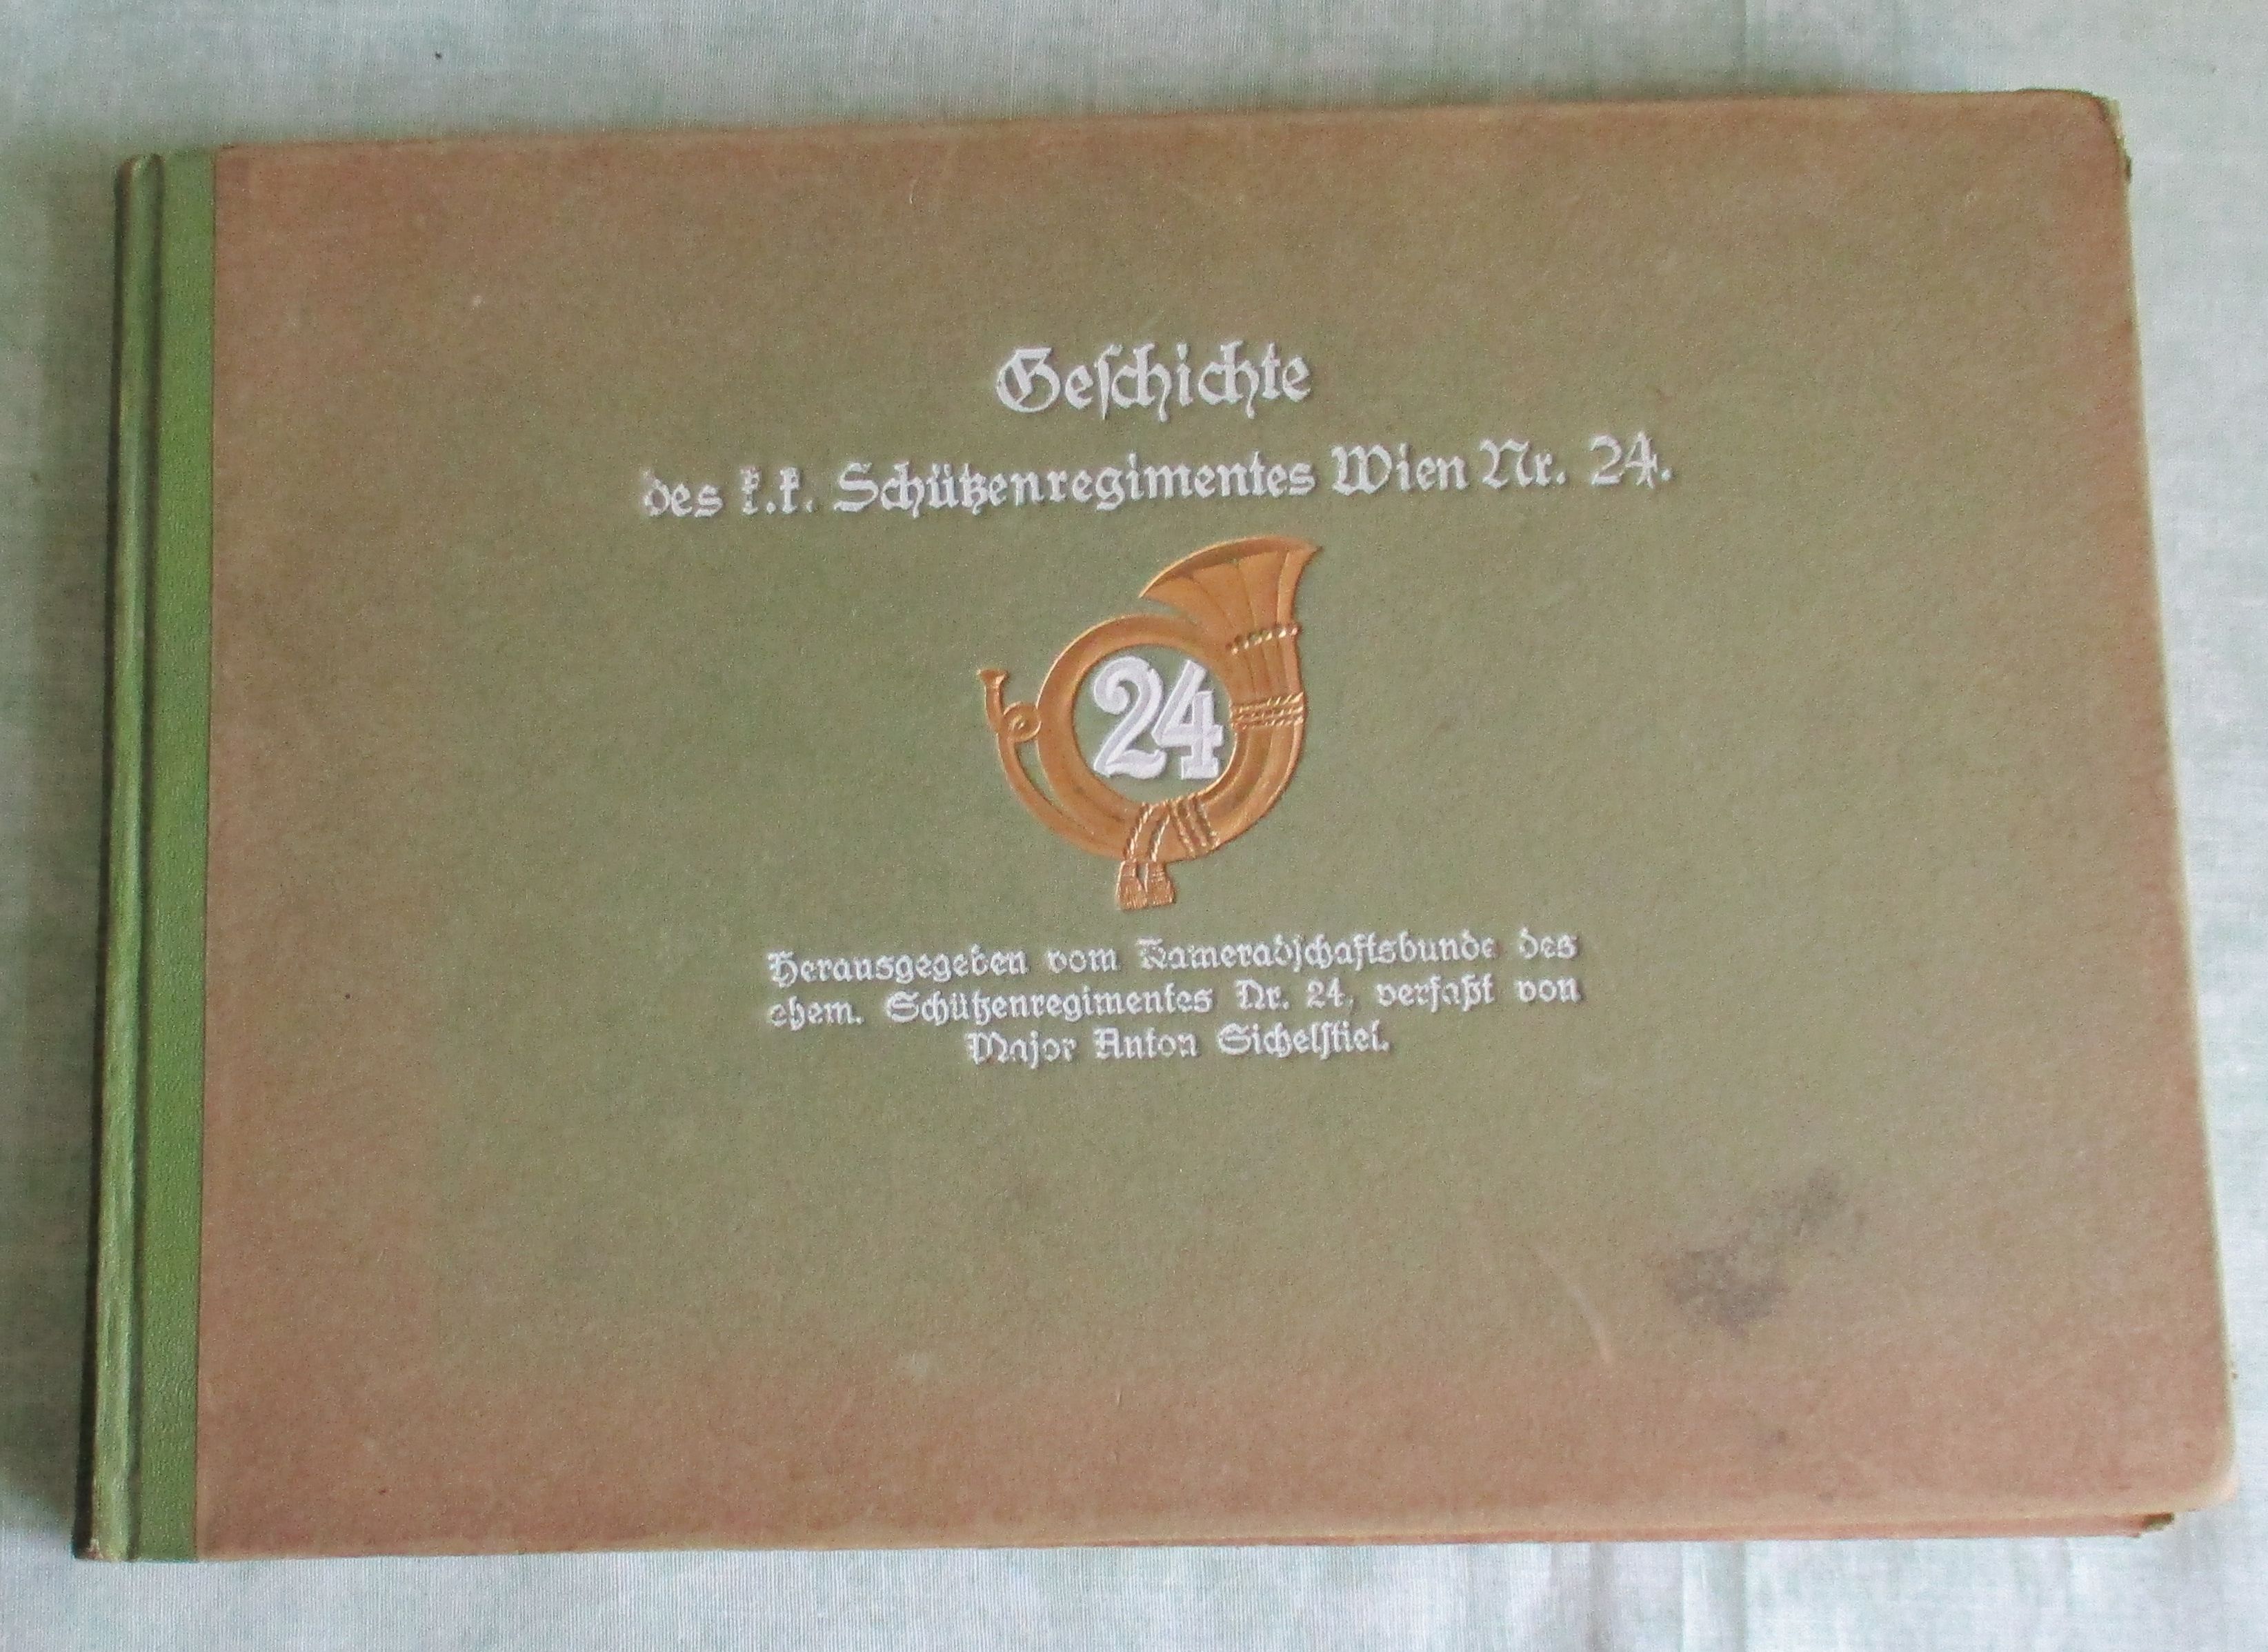 Geschichte
des k.k. Schützenregimentes Wien Nr. 24.
24
Herausgegeben vom Kameradschaftsbunde des
ehem. Schützenregimentes Nr. 24, verfaßt von
Major Anton Sichelstiel.